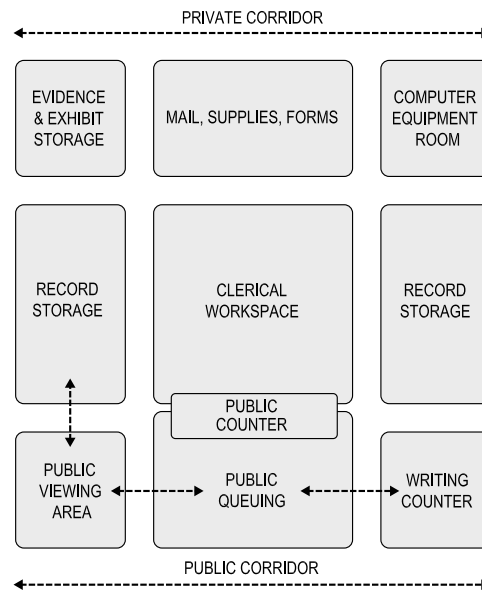 PRIVATE CORRIDOR
EVIDENCE
& EXHIBIT
STORAGE
MAIL, SUPPLIES, FORMS
COMPUTER
EQUIPMENT
ROOM
RECORD
STORAGE
CLERICAL
WORKSPACE
RECORD
STORAGE
PUBLIC
COUNTER
PUBLIC
VIEWING
AREA
PUBLIC
QUEUING
WRITING
COUNTER
PUBLIC CORRIDOR